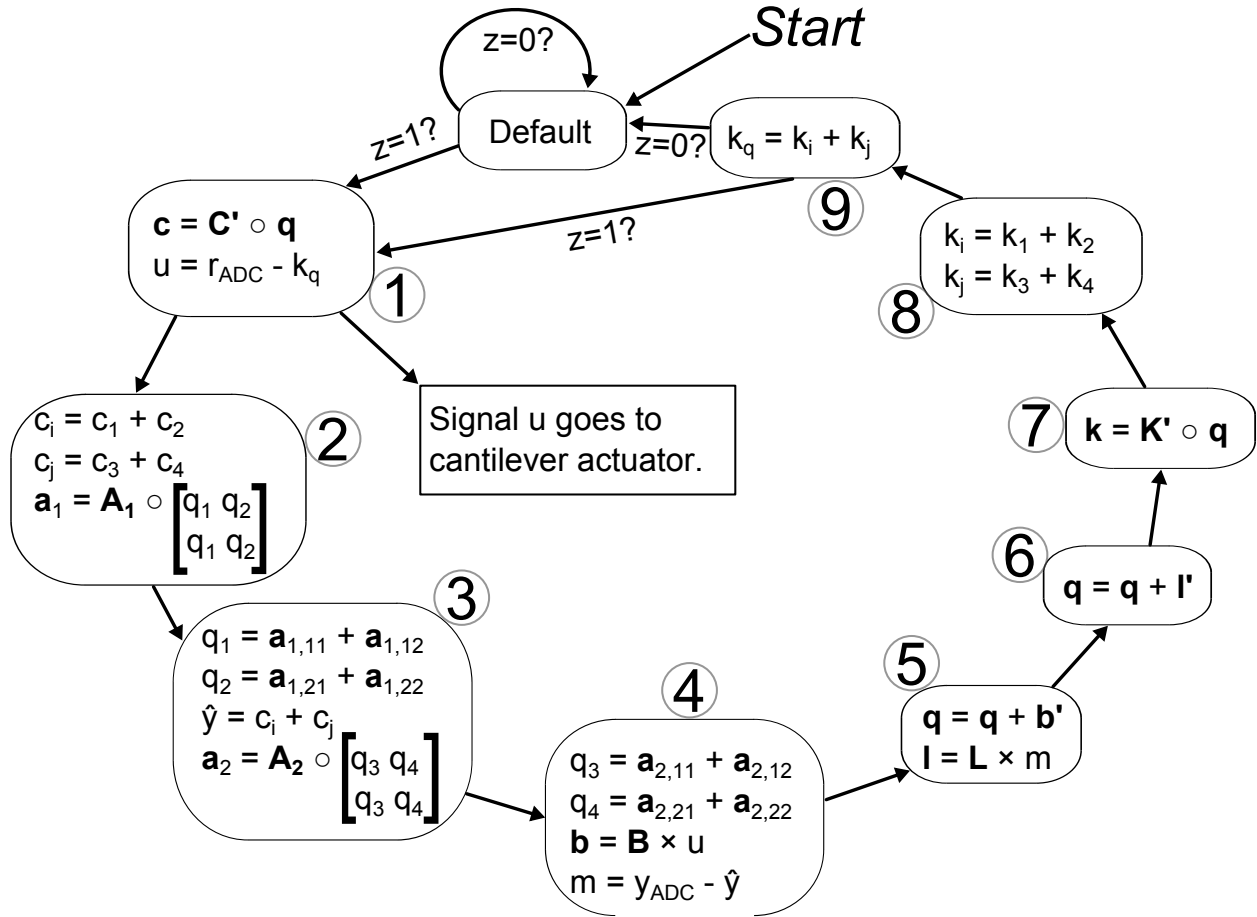 Start
z=0?
Default
z=1?
z=0?
z=1?
c = C' ○ q
u = r_ADC - k_q
1
Signal u goes to
cantilever actuator.
c_i = c_1 + c_2
c_j = c_3 + c_4
a_1 = A_1 ○ [q_1 q_2
q_1 q_2]
2
q_1 = a_1,11 + a_1,12
q_2 = a_1,21 + a_1,22
ŷ = c_i + c_j
a_2 = A_2 ○ [q_3 q_4
q_3 q_4]
3
4
q_3 = a_2,11 + a_2,12
q_4 = a_2,21 + a_2,22
b = B × u
m = y_ADC - ŷ
5
q = q + b'
l = L × m
6
q = q + l'
7
k = K' ○ q
k_i = k_1 + k_2
k_j = k_3 + k_4
8
k_q = k_i + k_j
9